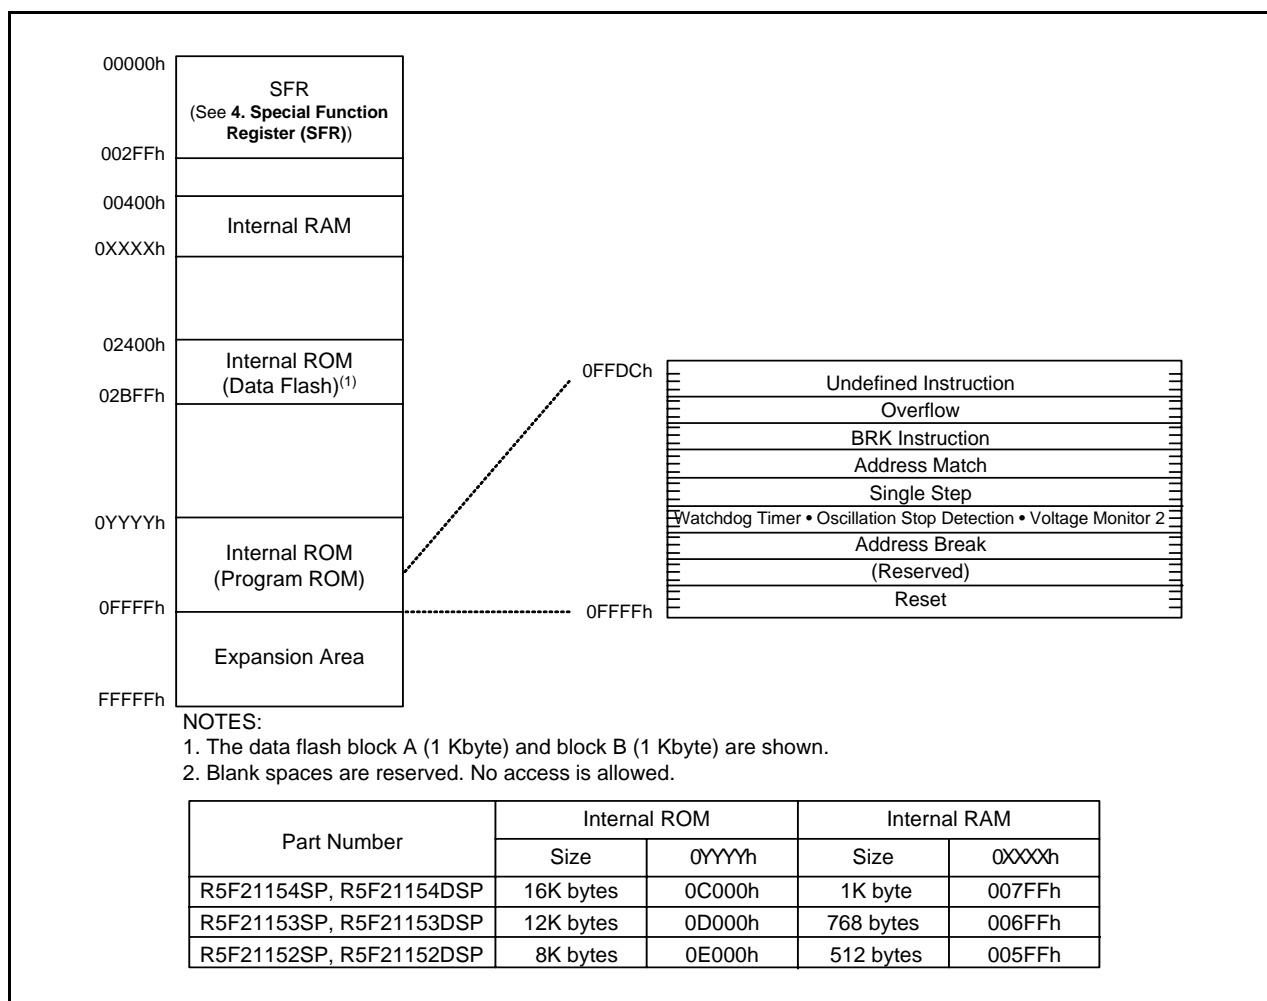 00000h
SFR
(See 4. Special Function
Register (SFR))
002FFh
00400h
Internal RAM
0XXXXh
02400h
Internal ROM
(Data Flash)(1)
02BFFh
0YYYYh
Internal ROM
(Program ROM)
0FFFFh
Expansion Area
FFFFFh
0FFDCh
Undefined Instruction
Overflow
BRK Instruction
Address Match
Single Step
Watchdog Timer • Oscillation Stop Detection • Voltage Monitor 2
Address Break
(Reserved)
Reset
0FFFFh
NOTES:
1. The data flash block A (1 Kbyte) and block B (1 Kbyte) are shown.
2. Blank spaces are reserved. No access is allowed.
Part Number Internal ROM Internal RAM
Size 0YYYYh Size 0XXXXh
R5F21154SP, R5F21154DSP 16K bytes 0C000h 1K byte 007FFh
R5F21153SP, R5F21153DSP 12K bytes 0D000h 768 bytes 006FFh
R5F21152SP, R5F21152DSP 8K bytes 0E000h 512 bytes 005FFh